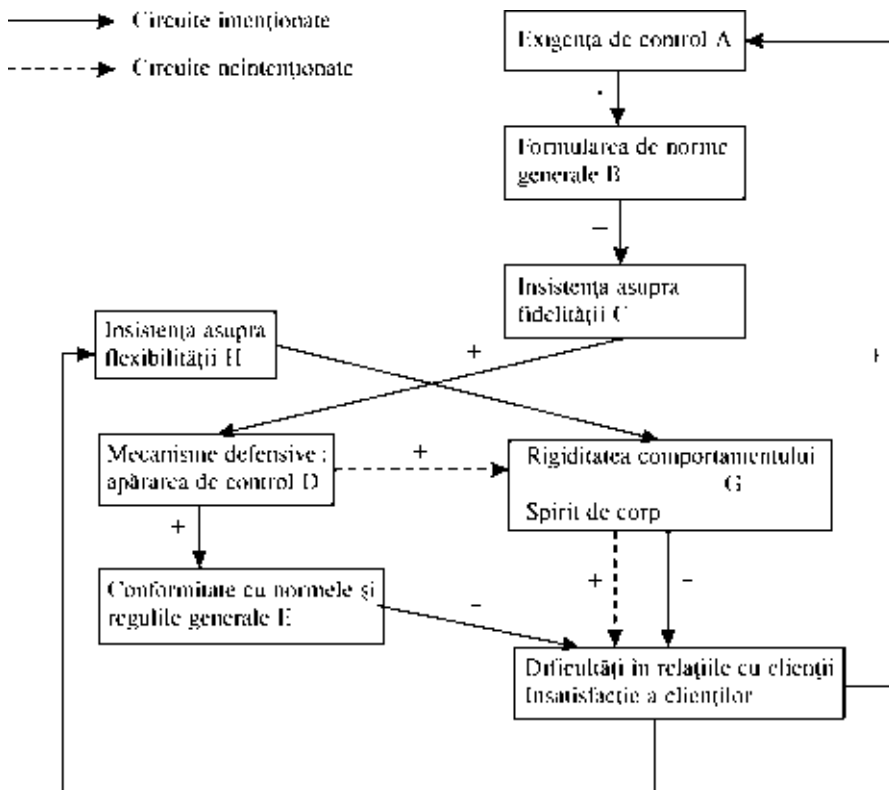 Circuite intenționate
Circuite neintenționate
Exigența de control A
Formularea de norme
generale B
–
Insistența asupra
fidelității C
Insistența asupra
flexibilității H
+
+
Mecanisme defensive :
apărarea de control D
+
Rigiditatea comportamentului
G
Spirit de corp
+
+
-
Conformitate cu normele și
regulile generale E
-
Dificultăți în relațiile cu clienții
Insatisfacție a clienților